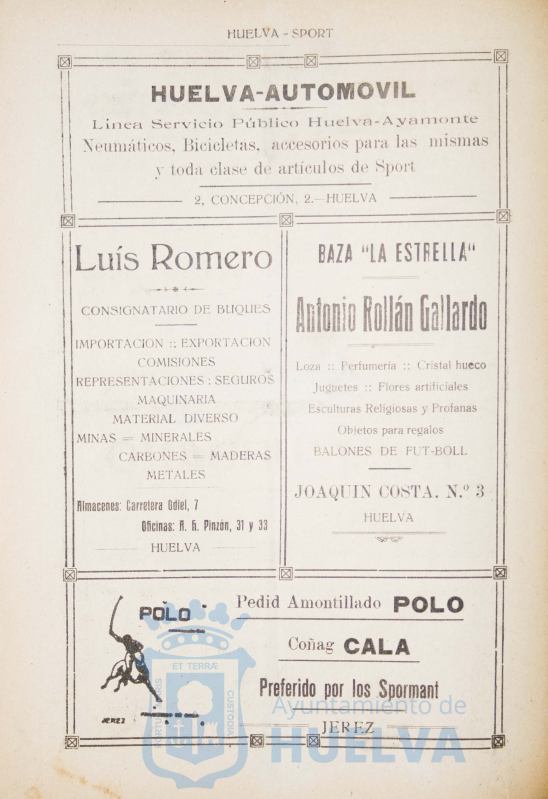 HUELVA - SPORT
HUELVA-AUTOMOVIL
Linea Servicio Público Huelva-Ayamonte
Neumáticos, Bicicletas, accesorios para las mismas
y toda clase de artículos de Sport
2, CONCEPCIÓN, 2.—HUELVA
Luís Romero
CONSIGNATARIO DE BUQUES
IMPORTACION :: EXPORTACION
COMISIONES
REPRESENTACIONES : SEGUROS
MAQUINARIA
MATERIAL DIVERSO
MINAS = MINERALES
CARBONES = MADERAS
METALES
Almacenes: Carretera Odiel, 7
Oficinas: A. H. Pinzón, 31 y 33
HUELVA
BAZA "LA ESTRELLA"
Antonio Rollán Gallardo
Loza :: Perfumería :: Cristal hueco
Juguetes :: Flores artificiales
Esculturas Religiosas y Profanas
Objetos para regalos
BALONES DE FUT-BOLL
JOAQUIN COSTA. N.º 3
HUELVA
POLO
JEREZ
Pedid Amontillado POLO
Coñag CALA
Preferido por los Spormant
JEREZ
ET TERRÆ
CUSTODIA
Ayuntamiento de
HUELVA